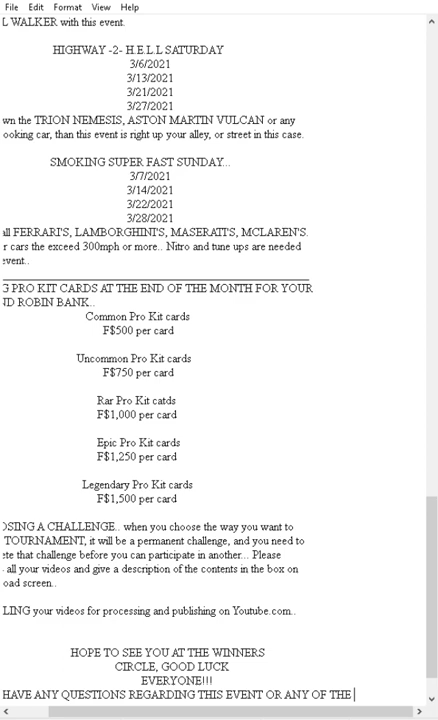 File Edit Format View Help
L WALKER with this event.
HIGHWAY -2- H.E.L.L SATURDAY
3/6/2021
3/13/2021
3/21/2021
3/27/2021
wn the TRION NEMESIS, ASTON MARTIN VULCAN or any
ooking car, than this event is right up your alley, or street in this case.
SMOKING SUPER FAST SUNDAY...
3/7/2021
3/14/2021
3/22/2021
3/28/2021
all FERRARI'S, LAMBORGHINI'S, MASERATI'S, MCLAREN'S.
r cars the exceed 300mph or more.. Nitro and tune ups are needed
event..
G PRO KIT CARDS AT THE END OF THE MONTH FOR YOUR
ND ROBIN BANK..
Common Pro Kit cards
F$500 per card
Uncommon Pro Kit cards
F$750 per card
Rar Pro Kit catds
F$1,000 per card
Epic Pro Kit cards
F$1,250 per card
Legendary Pro Kit cards
F$1,500 per card
OSING A CHALLENGE.. when you choose the way you want to
TOURNAMENT, it will be a permanent challenge, and you need to
ete that challenge before you can participate in another... Please
all your videos and give a description of the contents in the box on
oad screen..
LING your videos for processing and publishing on Youtube.com..
HOPE TO SEE YOU AT THE WINNERS
CIRCLE, GOOD LUCK
EVERYONE!!!
HAVE ANY QUESTIONS REGARDING THIS EVENT OR ANY OF THE